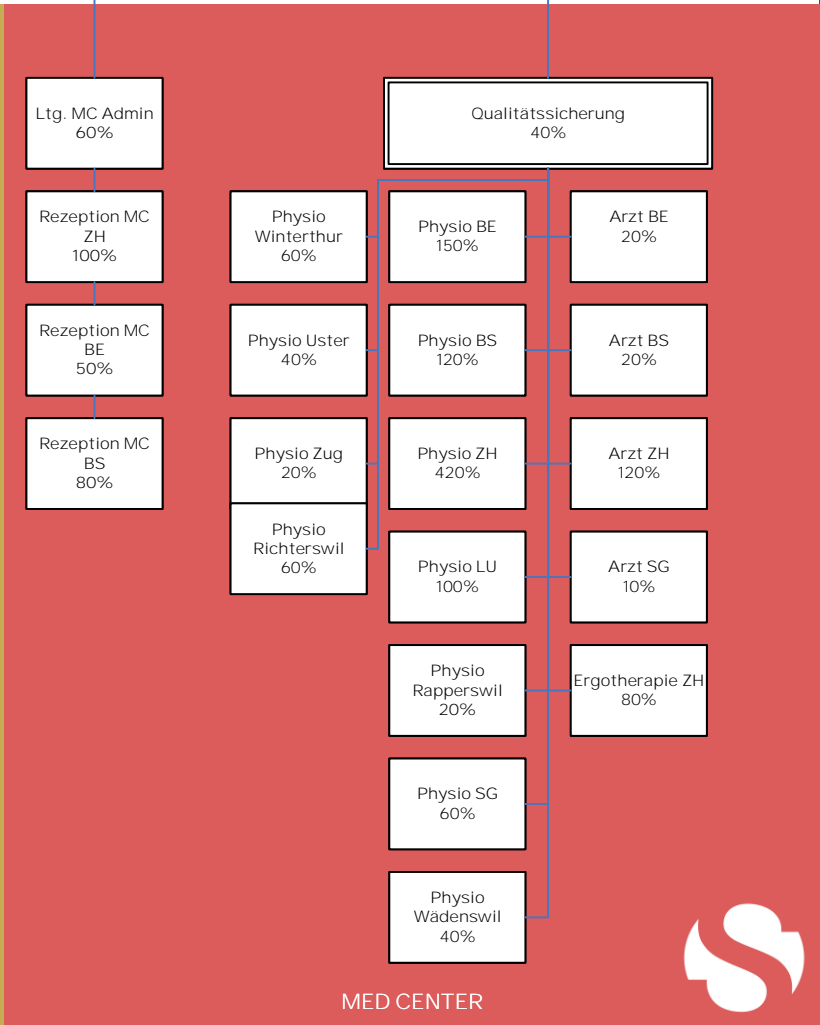 Ltg. MC Admin
60%
Qualitätssicherung
40%
Rezeption MC
ZH
100%
Physio
Winterthur
60%
Physio BE
150%
Arzt BE
20%
Rezeption MC
BE
50%
Physio Uster
40%
Physio BS
120%
Arzt BS
20%
Rezeption MC
BS
80%
Physio Zug
20%
Physio ZH
420%
Arzt ZH
120%
Physio
Richterswil
60%
Physio LU
100%
Arzt SG
10%
Physio
Rapperswil
20%
Ergotherapie ZH
80%
Physio SG
60%
Physio
Wädenswil
40%
MED CENTER